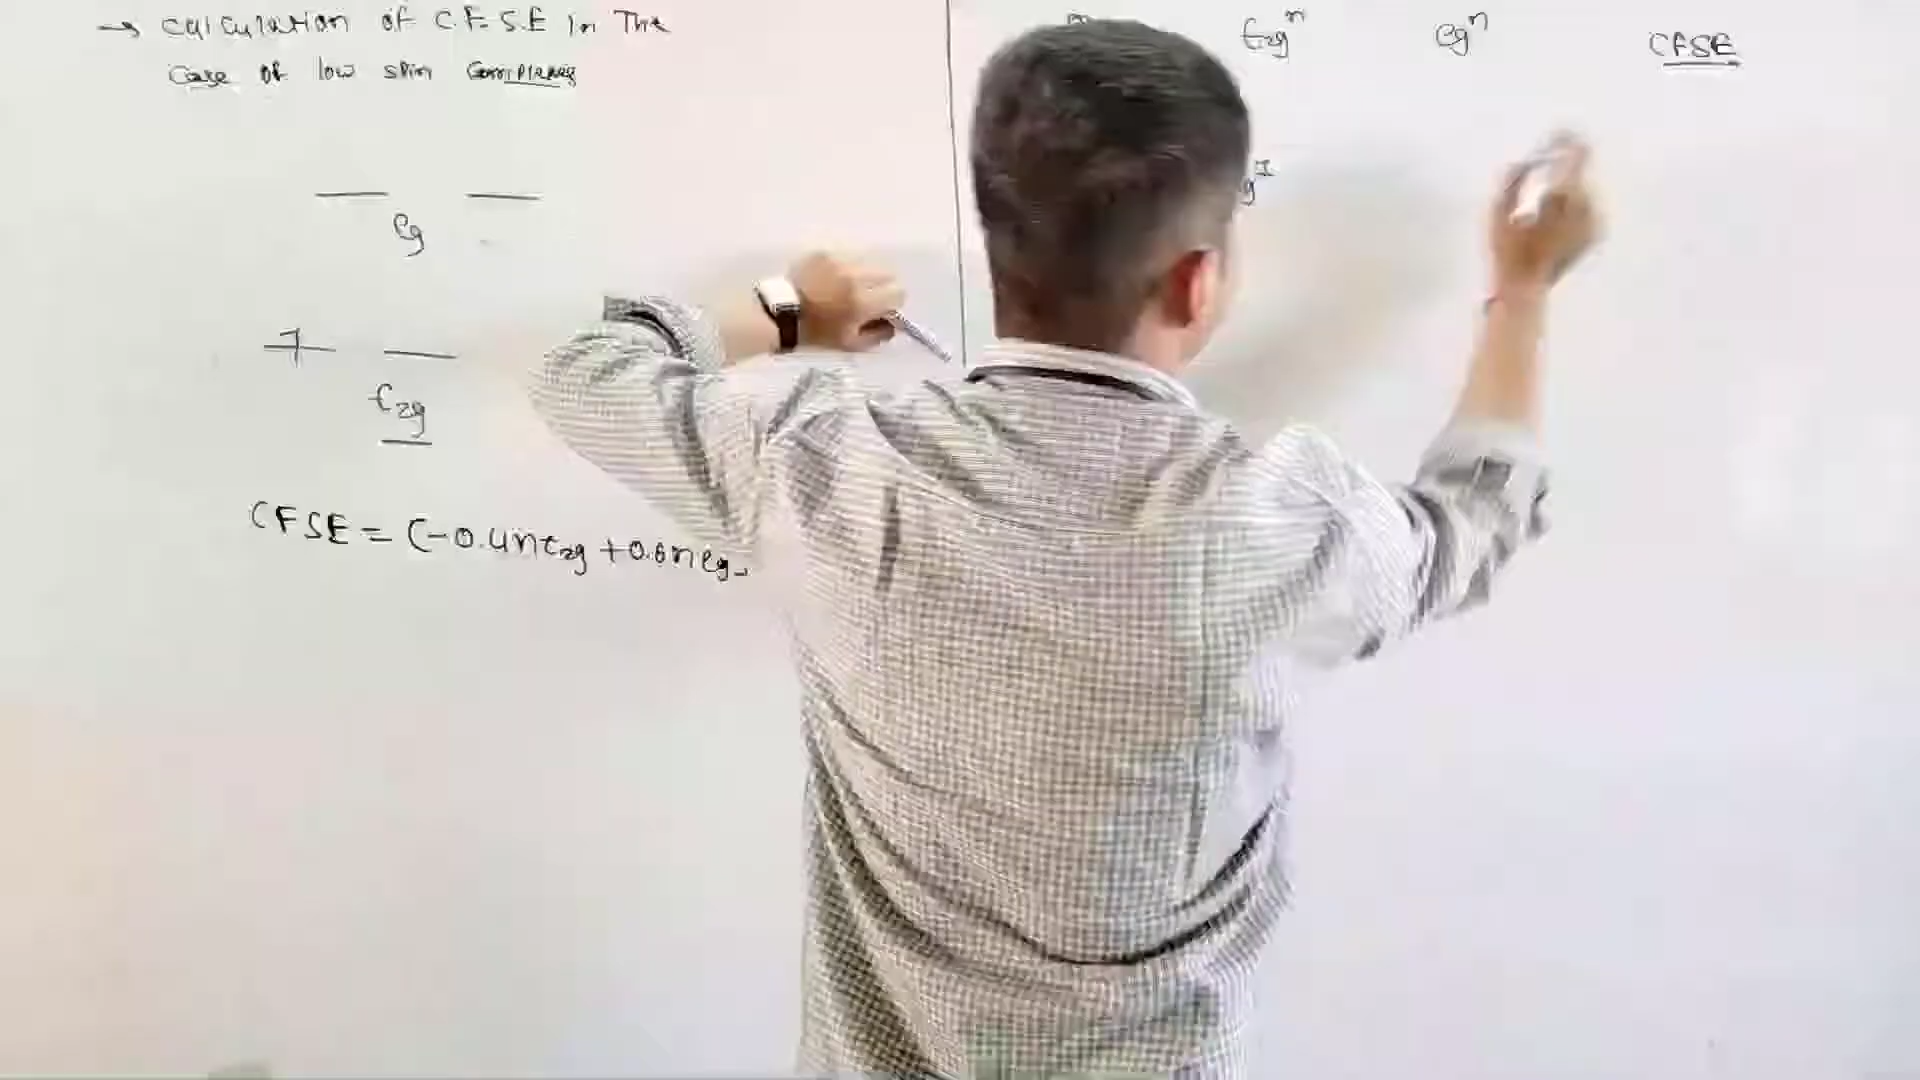 → Calculation of C.F.S.E in The
Case of low spin Complexes
eg
t2g
CFSE = (-0.4nt2g + 0.6neg
t2gⁿ egⁿ CFSE